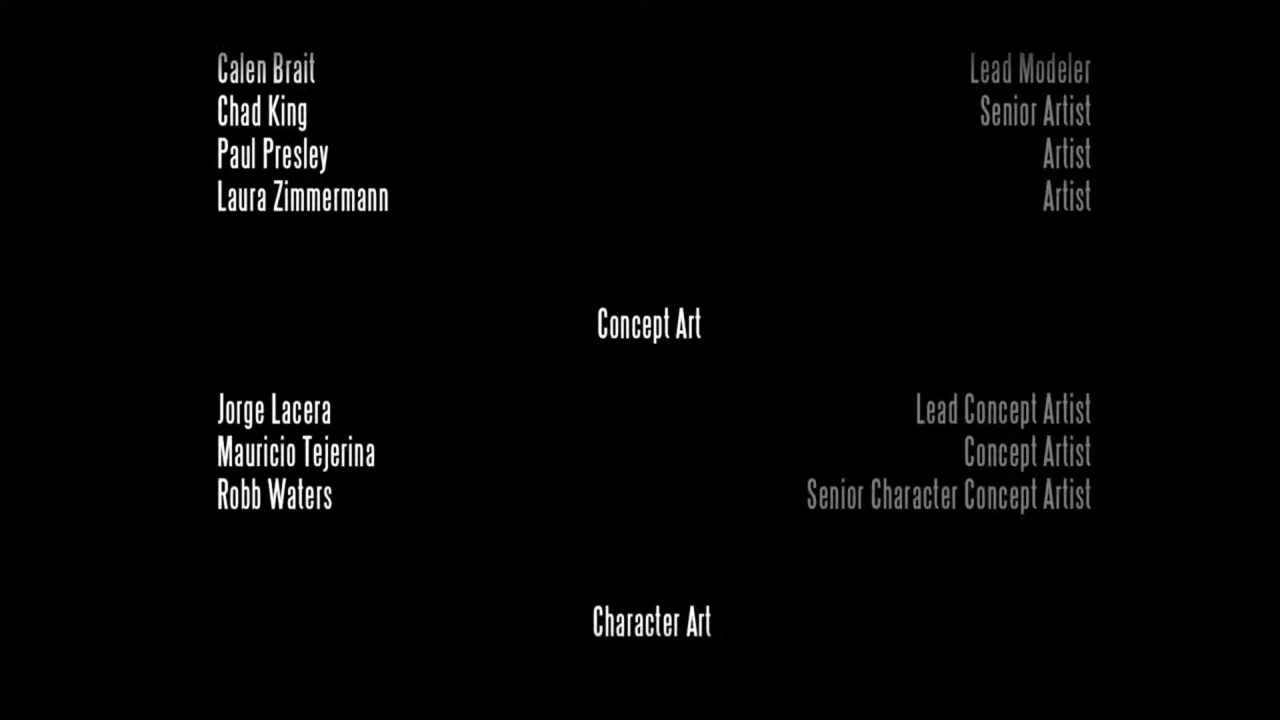 Calen Brait Lead Modeler
Chad King Senior Artist
Paul Presley Artist
Laura Zimmermann Artist
Concept Art
Jorge Lacera Lead Concept Artist
Mauricio Tejerina Concept Artist
Robb Waters Senior Character Concept Artist
Character Art